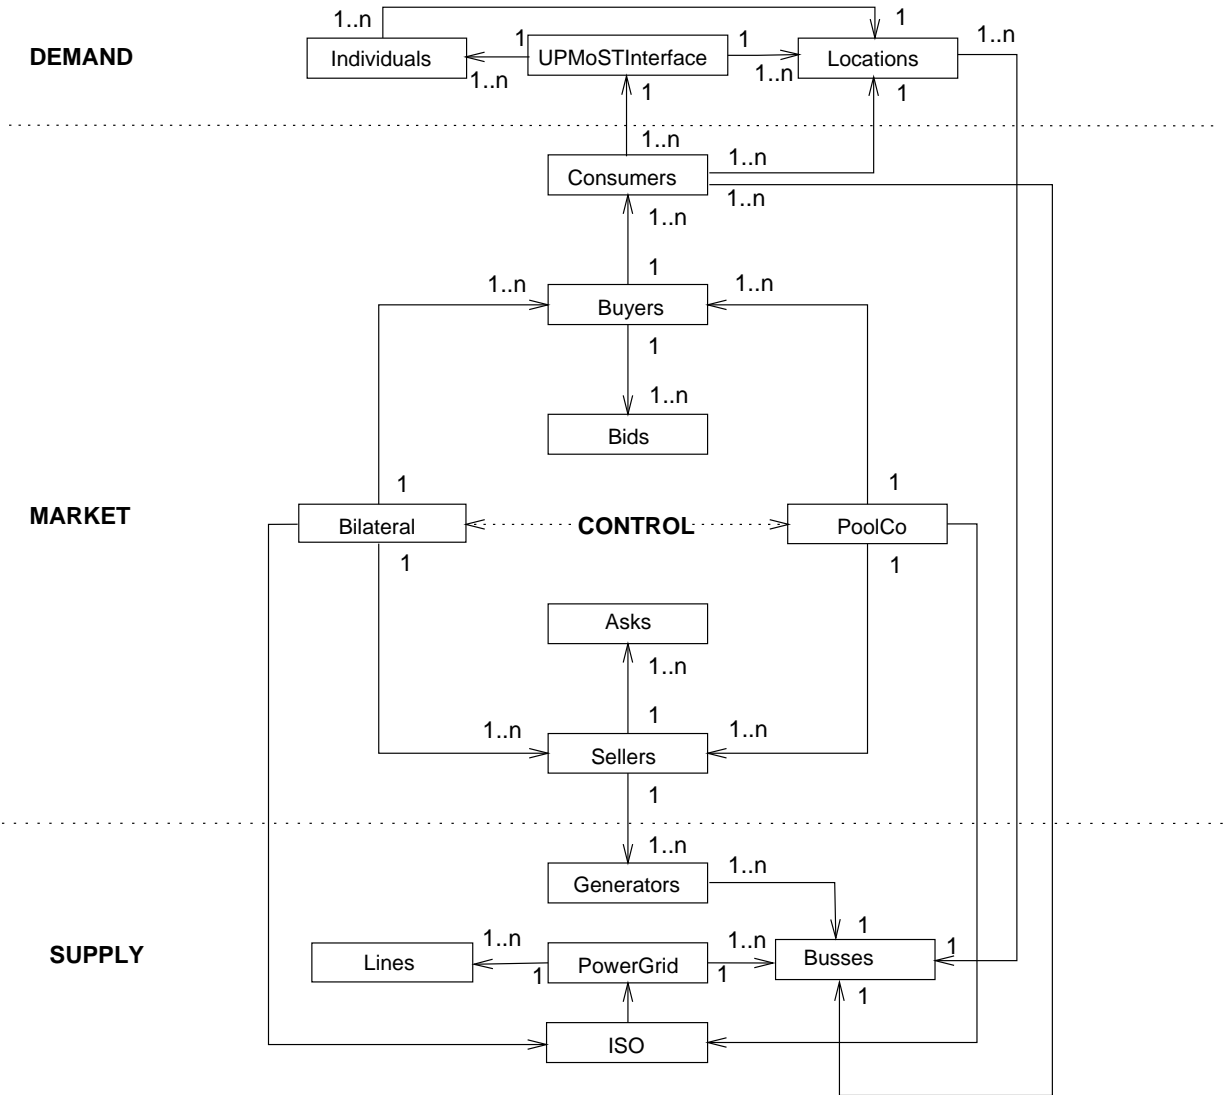 1..n
1
DEMAND
Individuals
1
UPMoSTInterface
1
Locations
1..n
1..n
1
1..n
1
1..n
1..n
Consumers
1..n
1..n
1
1..n
Buyers
1..n
1
1..n
Bids
1
1
MARKET
Bilateral
CONTROL
PoolCo
1
1
Asks
1..n
1..n
1
1..n
Sellers
1
1..n
Generators
1..n
1
SUPPLY
Lines
1..n
1
PowerGrid
1..n
1
Busses
1
1
ISO